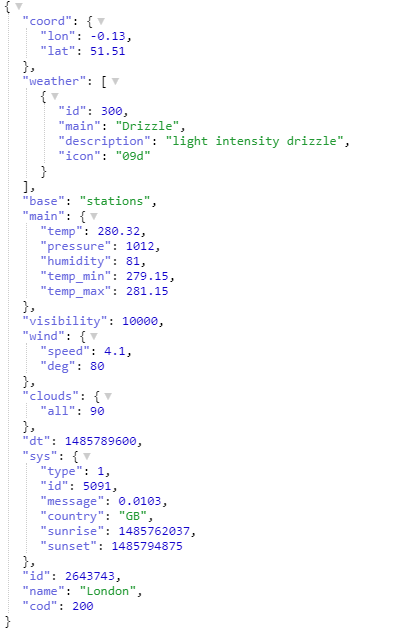 {
"coord": {
"lon": -0.13,
"lat": 51.51
},
"weather": [
{
"id": 300,
"main": "Drizzle",
"description": "light intensity drizzle",
"icon": "09d"
}
],
"base": "stations",
"main": {
"temp": 280.32,
"pressure": 1012,
"humidity": 81,
"temp_min": 279.15,
"temp_max": 281.15
},
"visibility": 10000,
"wind": {
"speed": 4.1,
"deg": 80
},
"clouds": {
"all": 90
},
"dt": 1485789600,
"sys": {
"type": 1,
"id": 5091,
"message": 0.0103,
"country": "GB",
"sunrise": 1485762037,
"sunset": 1485794875
},
"id": 2643743,
"name": "London",
"cod": 200
}